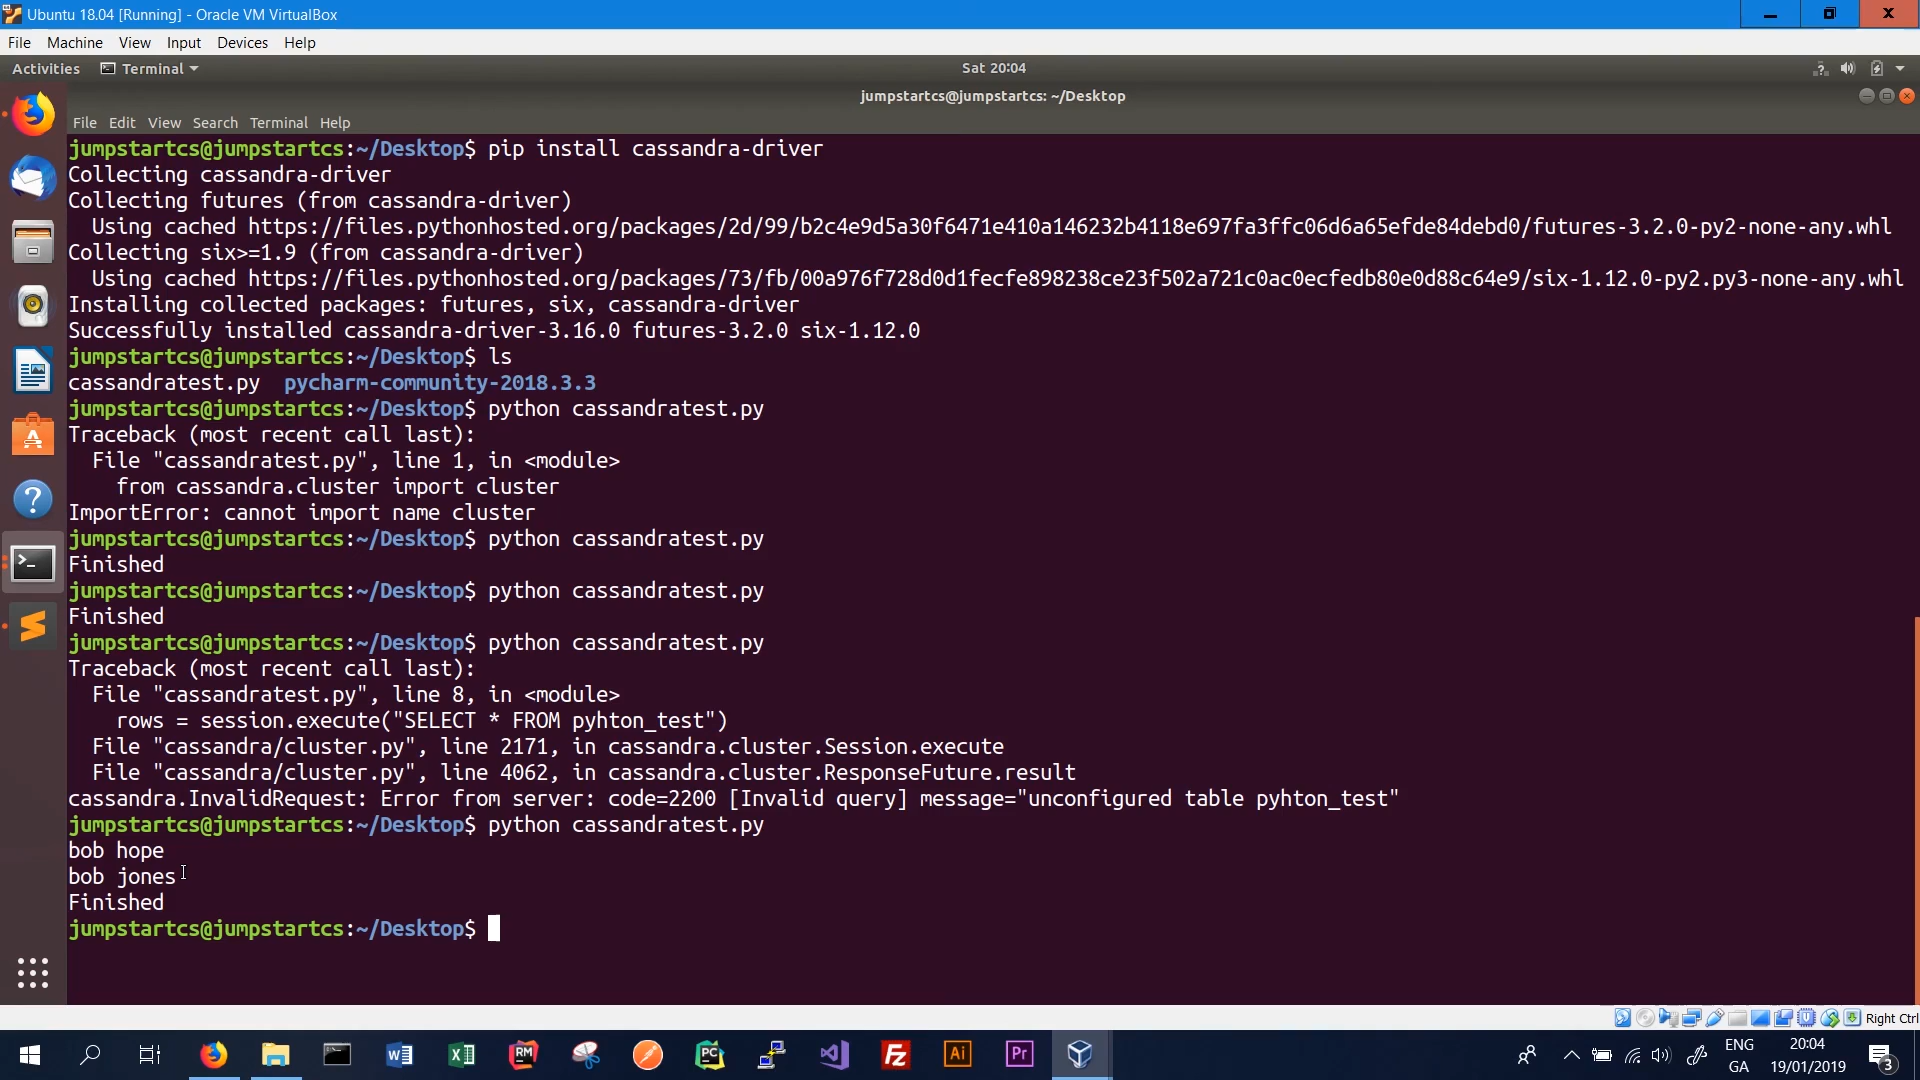 Ubuntu 18.04 [Running] - Oracle VM VirtualBox
File Machine View Input Devices Help
Activities Terminal Sat 20:04
jumpstartcs@jumpstartcs: ~/Desktop
File Edit View Search Terminal Help
jumpstartcs@jumpstartcs:~/Desktop$ pip install cassandra-driver
Collecting cassandra-driver
Collecting futures (from cassandra-driver)
  Using cached https://files.pythonhosted.org/packages/2d/99/b2c4e9d5a30f6471e410a146232b4118e697fa3ffc06d6a65efde84debd0/futures-3.2.0-py2-none-any.whl
Collecting six>=1.9 (from cassandra-driver)
  Using cached https://files.pythonhosted.org/packages/73/fb/00a976f728d0d1fecfe898238ce23f502a721c0ac0ecfedb80e0d88c64e9/six-1.12.0-py2.py3-none-any.whl
Installing collected packages: futures, six, cassandra-driver
Successfully installed cassandra-driver-3.16.0 futures-3.2.0 six-1.12.0
jumpstartcs@jumpstartcs:~/Desktop$ ls
cassandratest.py  pycharm-community-2018.3.3
jumpstartcs@jumpstartcs:~/Desktop$ python cassandratest.py
Traceback (most recent call last):
  File "cassandratest.py", line 1, in <module>
    from cassandra.cluster import cluster
ImportError: cannot import name cluster
jumpstartcs@jumpstartcs:~/Desktop$ python cassandratest.py
Finished
jumpstartcs@jumpstartcs:~/Desktop$ python cassandratest.py
Finished
jumpstartcs@jumpstartcs:~/Desktop$ python cassandratest.py
Traceback (most recent call last):
  File "cassandratest.py", line 8, in <module>
    rows = session.execute("SELECT * FROM pyhton_test")
  File "cassandra/cluster.py", line 2171, in cassandra.cluster.Session.execute
  File "cassandra/cluster.py", line 4062, in cassandra.cluster.ResponseFuture.result
cassandra.InvalidRequest: Error from server: code=2200 [Invalid query] message="unconfigured table pyhton_test"
jumpstartcs@jumpstartcs:~/Desktop$ python cassandratest.py
bob hope
bob jones
Finished
jumpstartcs@jumpstartcs:~/Desktop$
Right Ctrl
ENG 20:04
GA 19/01/2019 3